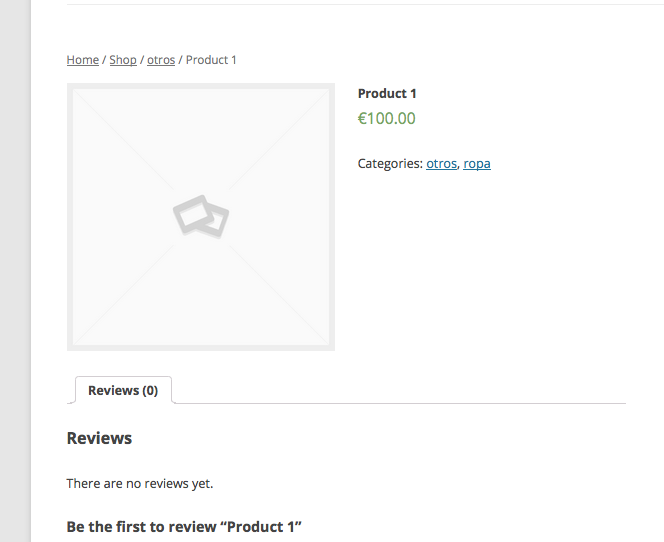 Home / Shop / otros / Product 1
Product 1
€100.00
Categories: otros, ropa
Reviews (0)
Reviews
There are no reviews yet.
Be the first to review “Product 1”